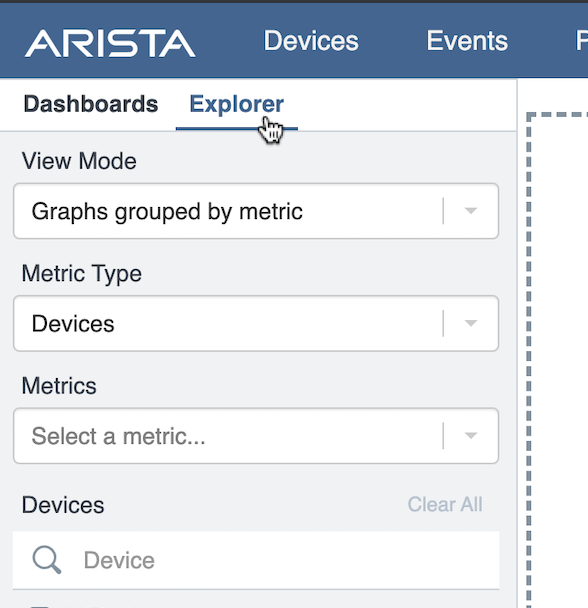 ARISTA Devices Events
Dashboards Explorer
View Mode
Graphs grouped by metric
Metric Type
Devices
Metrics
Select a metric...
Devices Clear All
Device